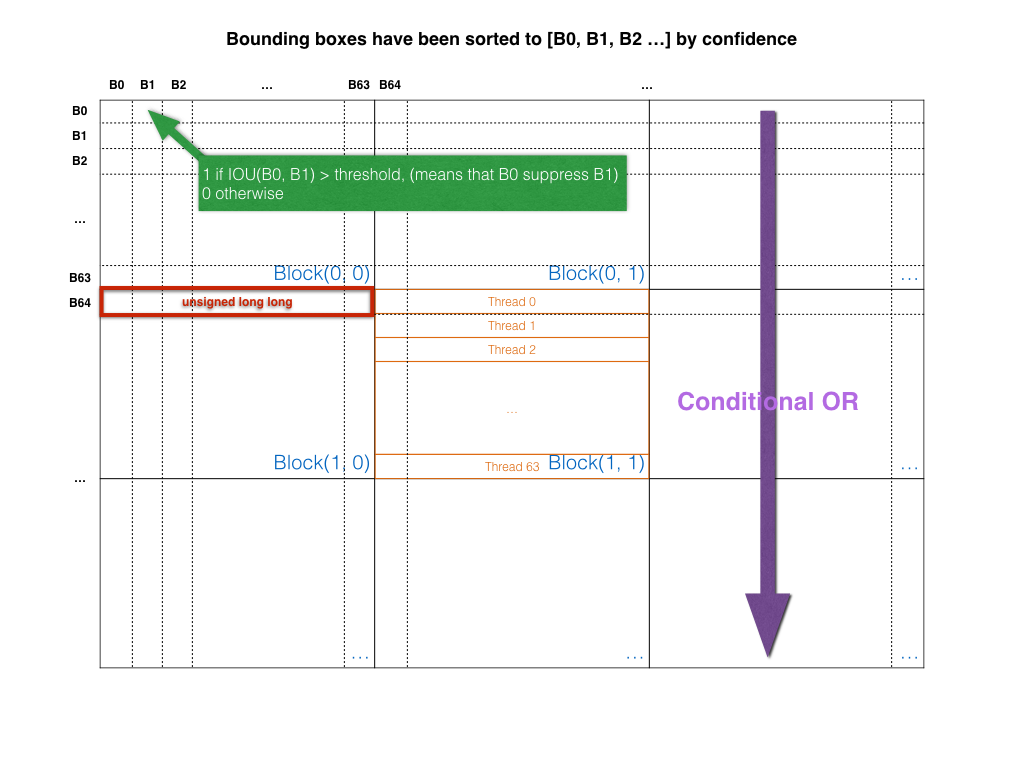 Bounding boxes have been sorted to [B0, B1, B2 …] by confidence
B0 B1 B2 … B63 B64 …
B0
B1
B2
1 if IOU(B0, B1) > threshold, (means that B0 suppress B1)
0 otherwise
…
B63 Block(0, 0) Block(0, 1) …
B64 unsigned long long Thread 0
Thread 1
Thread 2
Conditional OR
…
Block(1, 0) Thread 63 Block(1, 1) …
…
… … …